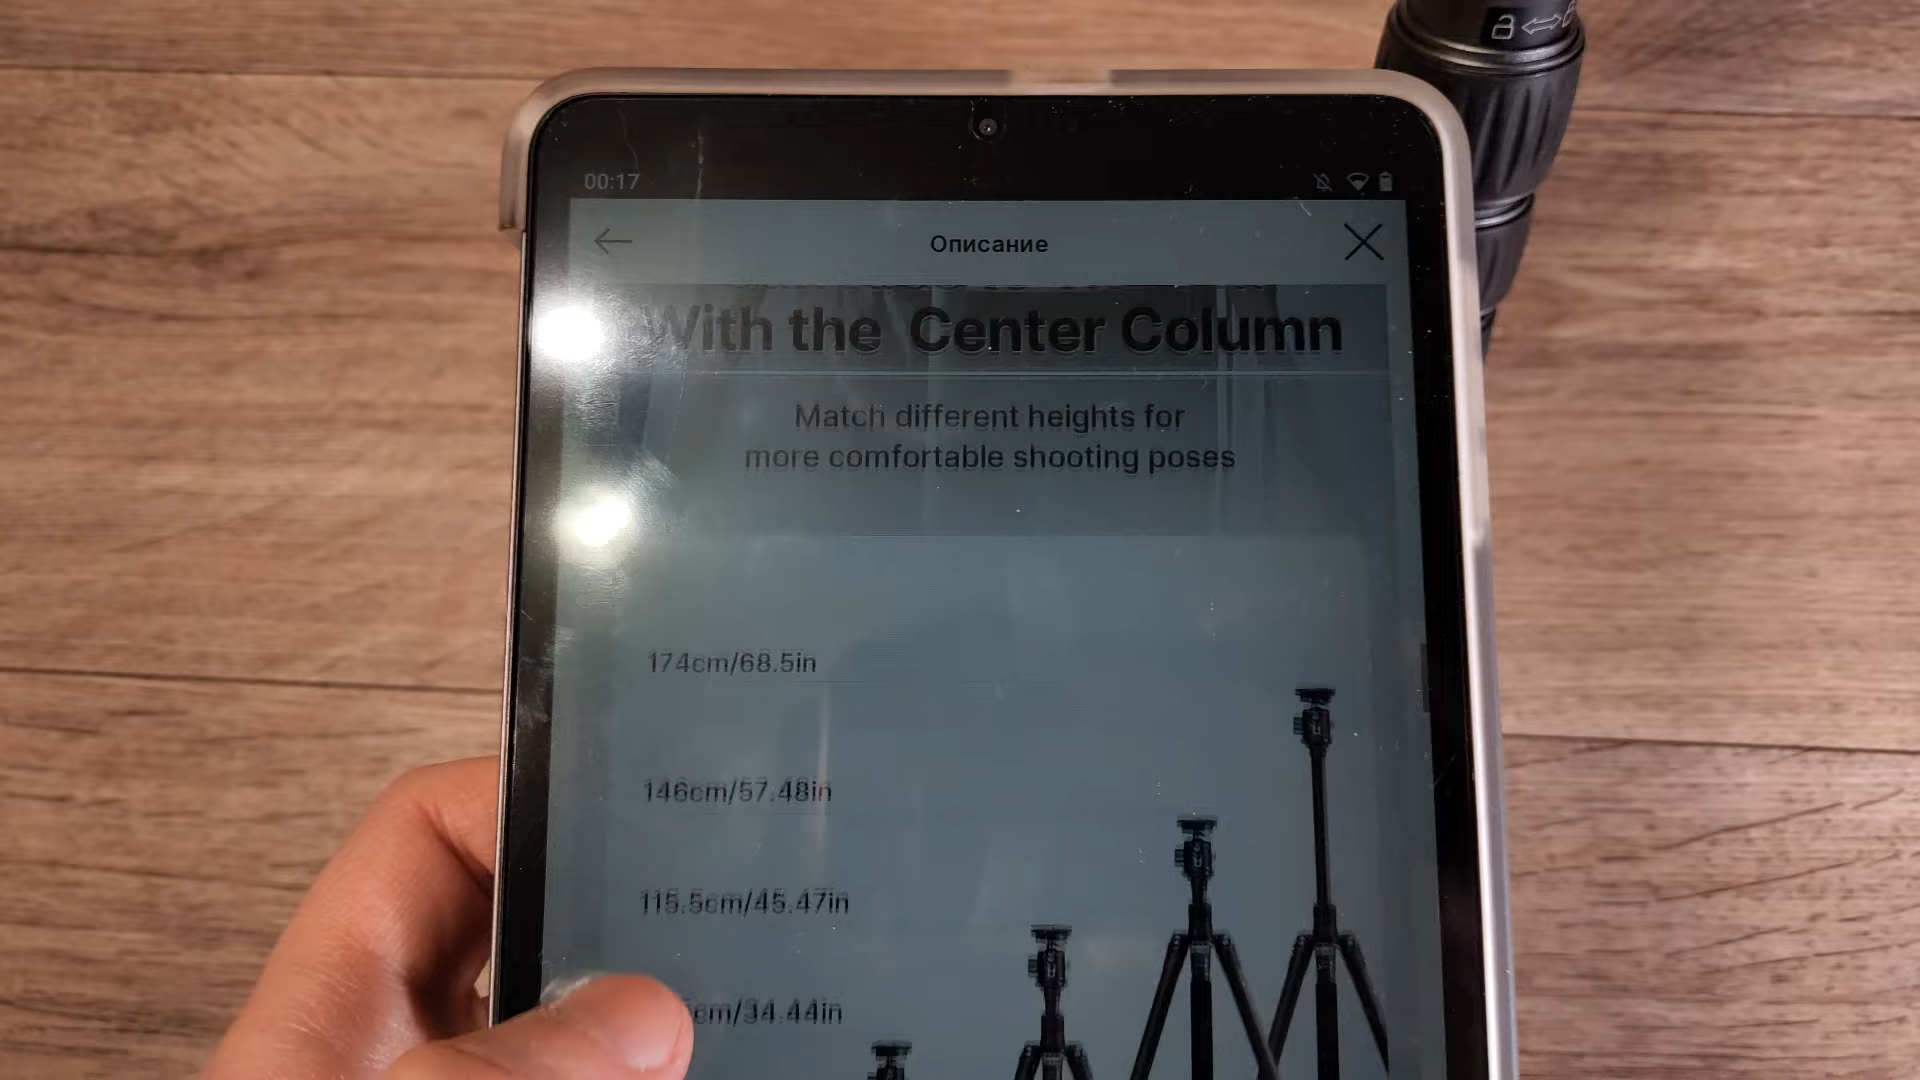 00:17
Описание
With the Center Column
Match different heights for
more comfortable shooting poses
174cm/68.5in
146cm/57.48in
115.5cm/45.47in
5cm/34.44in